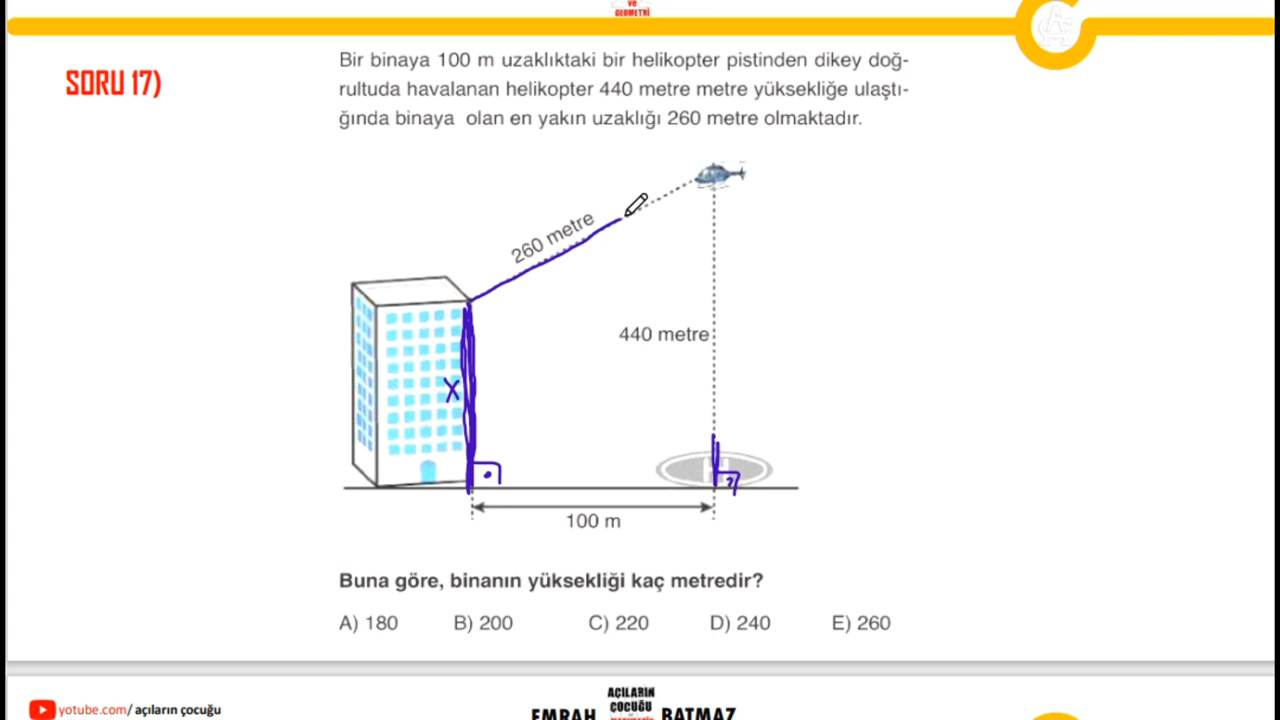 ve
GEOMETRİ
SORU 17)
Bir binaya 100 m uzaklıktaki bir helikopter pistinden dikey doğ-
rultuda havalanan helikopter 440 metre metre yüksekliğe ulaştı-
ğında binaya olan en yakın uzaklığı 260 metre olmaktadır.
260 metre
440 metre
X
H
100 m
Buna göre, binanın yüksekliği kaç metredir?
A) 180 B) 200 C) 220 D) 240 E) 260
yotube.com/ açıların çocuğu
AÇILARIN
EMRAH ÇOCUĞU BATMAZ